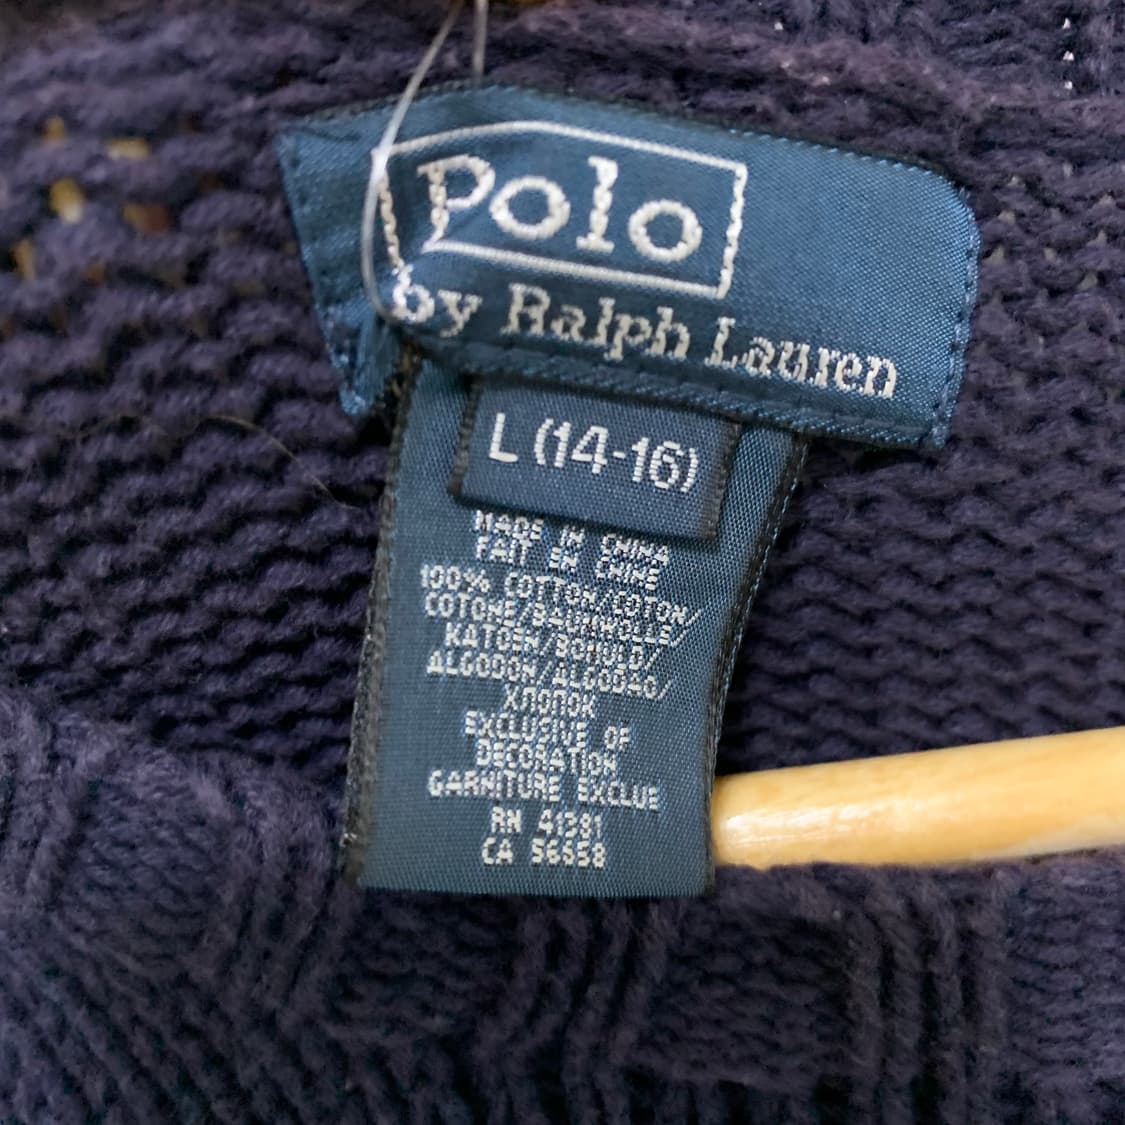 Polo
by Ralph Lauren
L (14-16)
MADE IN CHINA
FAIT EN CHINE
100% COTTON/COTON/
COTONE/BAUMWOLLE/
KATOEN/BOMULD/
ALGODON/ALGODAO/
ХЛОПОК
EXCLUSIVE OF
DECORATION
GARNITURE EXCLUE
RN 41381
CA 56658